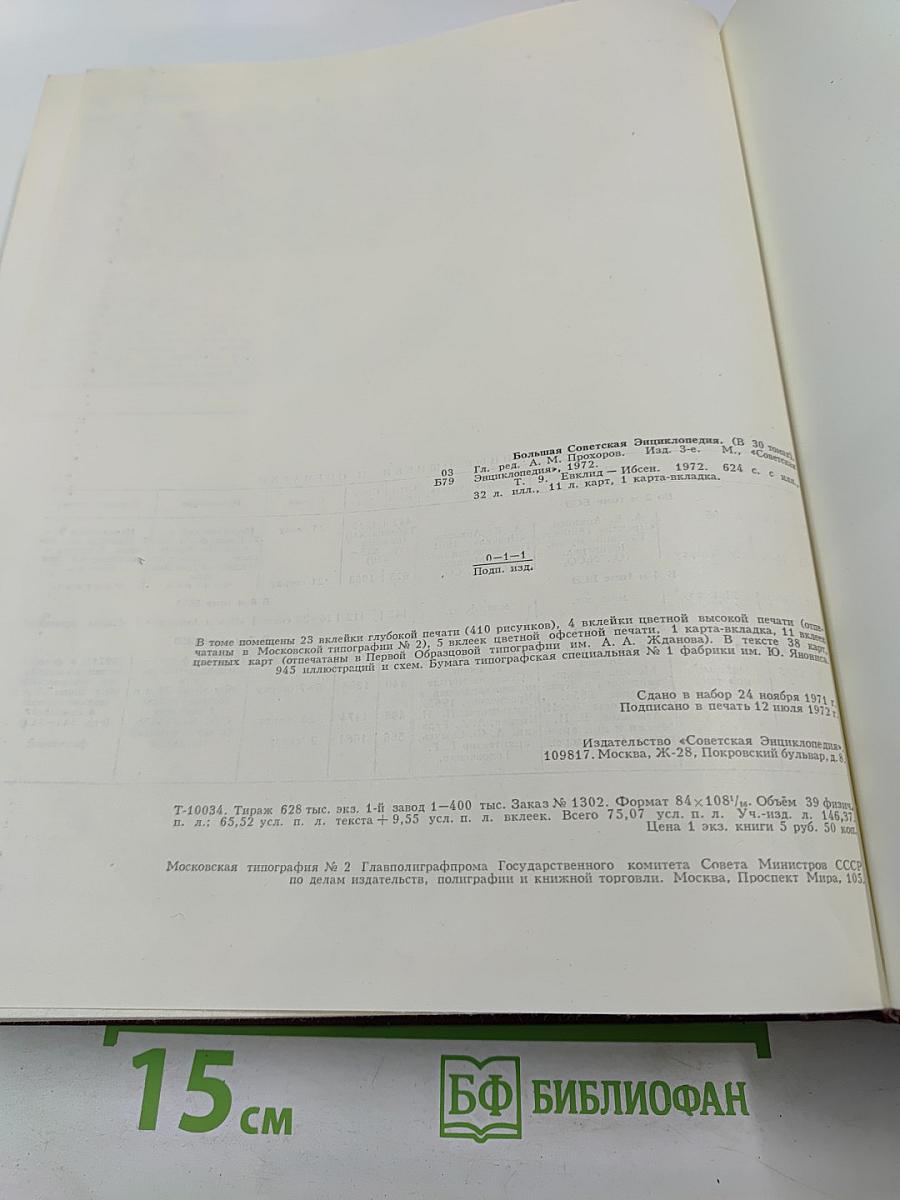 Большая Советская Энциклопедия. (В 30 томах).
03 Гл. ред. А. М. Прохоров. Изд. 3-е. М., «Советская
Б79 Энциклопедия», 1972.
Т. 9. Евклид — Ибсен. 1972. 624 с. с илл.,
32 л. илл., 11 л. карт, 1 карта-вкладка.
0—1—1
Подп. изд.
В томе помещены 23 вклейки глубокой печати (410 рисунков), 4 вклейки цветной высокой печати (отпе-
чатаны в Московской типографии № 2), 5 вклеек цветной офсетной печати, 1 карта-вкладка, 11 вклеек
цветных карт (отпечатаны в Первой Образцовой типографии им. А. А. Жданова). В тексте 38 карт,
945 иллюстраций и схем. Бумага типографская специальная № 1 фабрики им. Ю. Янониса.
Сдано в набор 24 ноября 1971 г.
Подписано в печать 12 июля 1972 г.
Издательство «Советская Энциклопедия».
109817. Москва, Ж-28, Покровский бульвар, д. 8.
Т-10034. Тираж 628 тыс. экз. 1-й завод 1—400 тыс. Заказ № 1302. Формат 84×108¹/₁₆. Объём 39 физич.
п. л.; 65,52 усл. п. л. текста + 9,55 усл. п. л. вклеек. Всего 75,07 усл. п. л. Уч.-изд. л. 146,37.
Цена 1 экз. книги 5 руб. 50 коп.
Московская типография № 2 Главполиграфпрома Государственного комитета Совета Министров СССР
по делам издательств, полиграфии и книжной торговли. Москва, Проспект Мира, 105.
15 см
БФ БИБЛИОФАН